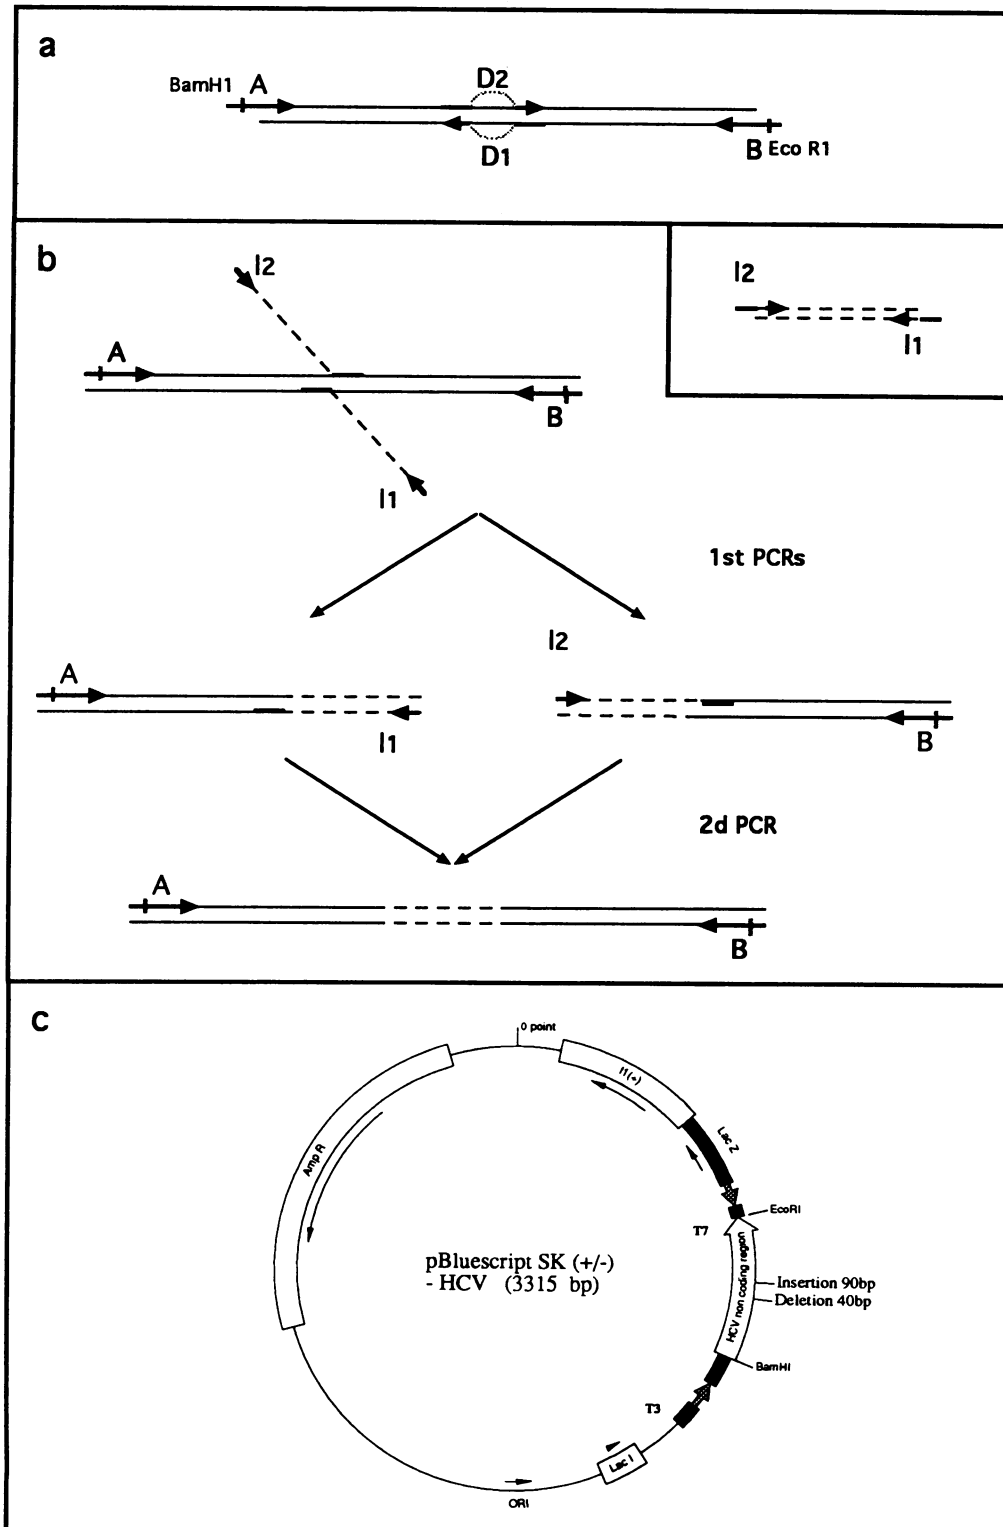 a
BamH1 A
D2
D1
B Eco R1
b
I2
A
B
I1
I2
I1
1st PCRs
A
I1
I2
B
2d PCR
A
B
c
0 point
f1(+)
Lac Z
Amp R
EcoRI
T7
HCV non coding region
Insertion 90bp
Deletion 40bp
pBluescript SK (+/-)
- HCV (3315 bp)
BamHI
T3
Lac I
ORI